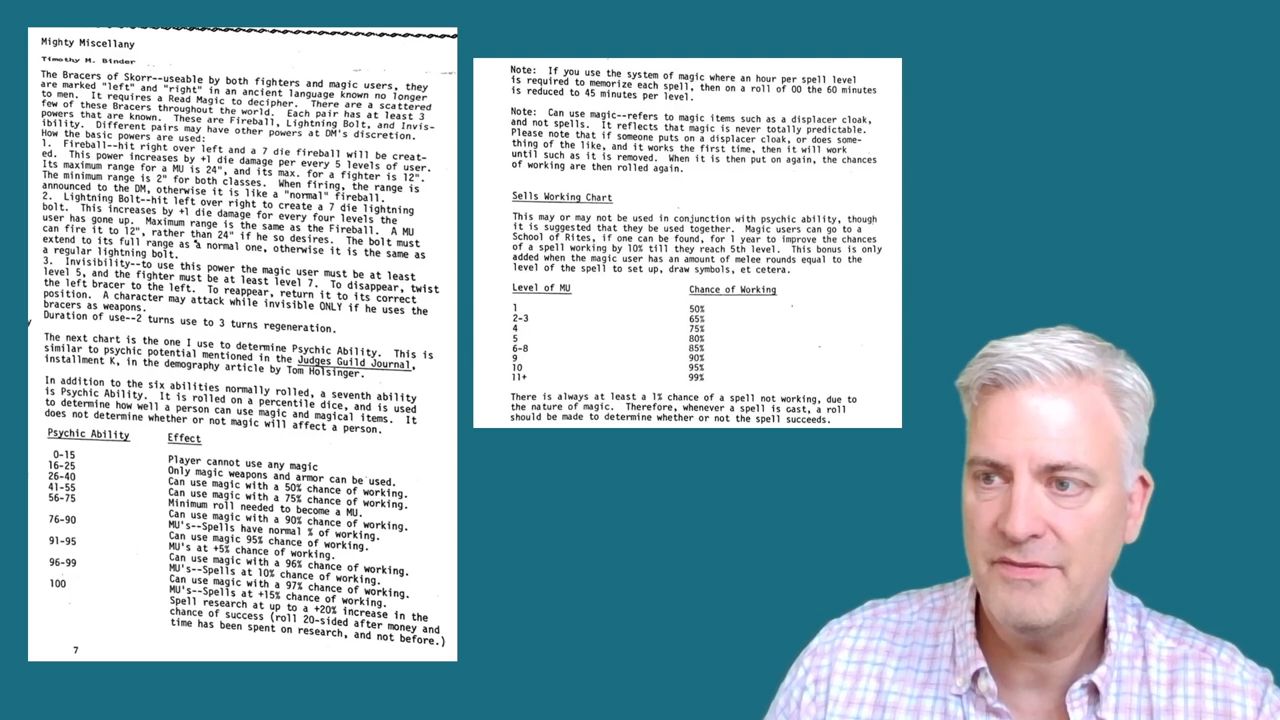 Mighty Miscellany
Timothy M. Binder
The Bracers of Skorr--useable by both fighters and magic users, they
are marked "left" and "right" in an ancient language known no longer
to men. It requires a Read Magic to decipher. There are a scattered
few of these Bracers throughout the world. Each pair has at least 3
powers that are known. These are Fireball, Lightning Bolt, and Invis-
ibility. Different pairs may have other powers at DM's discretion.
How the basic powers are used:
1. Fireball--hit right over left and a 7 die fireball will be creat-
ed. This power increases by +1 die damage per every 5 levels of user.
Its maximum range for a MU is 24", and its max. for a fighter is 12".
The minimum range is 2" for both classes. When firing, the range is
announced to the DM, otherwise it is like a "normal" fireball.
2. Lightning Bolt--hit left over right to create a 7 die lightning
bolt. This increases by +1 die damage for every four levels the
user has gone up. Maximum range is the same as the Fireball. A MU
can fire it to 12", rather than 24" if he so desires. The bolt must
extend to its full range as a normal one, otherwise it is the same as
a regular lightning bolt.
3. Invisibility--to use this power the magic user must be at least
level 5, and the fighter must be at least level 7. To disappear, twist
the left bracer to the left. To reappear, return it to its correct
position. A character may attack while invisible ONLY if he uses the
bracers as weapons.
Duration of use--2 turns use to 3 turns regeneration.
The next chart is the one I use to determine Psychic Ability. This is
similar to psychic potential mentioned in the Judges Guild Journal,
installment K, in the demography article by Tom Holsinger.
In addition to the six abilities normally rolled, a seventh ability
is Psychic Ability. It is rolled on a percentile dice, and is used
to determine how well a person can use magic and magical items. It
does not determine whether or not magic will affect a person.
Psychic Ability Effect
0-15 Player cannot use any magic
16-25 Only magic weapons and armor can be used.
26-40 Can use magic with a 50% chance of working.
41-55 Can use magic with a 75% chance of working.
56-75 Minimum roll needed to become a MU.
Can use magic with a 90% chance of working.
76-90 MU's--Spells have normal % of working.
Can use magic 95% chance of working.
91-95 MU's at +5% chance of working.
Can use magic with a 96% chance of working.
96-99 MU's--Spells at 10% chance of working.
Can use magic with a 97% chance of working.
100 MU's--Spells at +15% chance of working.
Spell research at up to a +20% increase in the
chance of success (roll 20-sided after money and
time has been spent on research, and not before.)
7
Note: If you use the system of magic where an hour per spell level
is required to memorize each spell, then on a roll of 00 the 60 minutes
is reduced to 45 minutes per level.
Note: Can use magic--refers to magic items such as a displacer cloak,
and not spells. It reflects that magic is never totally predictable.
Please note that if someone puts on a displacer cloak, or does some-
thing of the like, and it works the first time, then it will work
until such as it is removed. When it is then put on again, the chances
of working are then rolled again.
Sells Working Chart
This may or may not be used in conjunction with psychic ability, though
it is suggested that they be used together. Magic users can go to a
School of Rites, if one can be found, for 1 year to improve the chances
of a spell working by 10% till they reach 5th level. This bonus is only
added when the magic user has an amount of melee rounds equal to the
level of the spell to set up, draw symbols, et cetera.
Level of MU Chance of Working
1 50%
2-3 65%
4 75%
5 80%
6-8 85%
9 90%
10 95%
11+ 99%
There is always at least a 1% chance of a spell not working, due to
the nature of magic. Therefore, whenever a spell is cast, a roll
should be made to determine whether or not the spell succeeds.